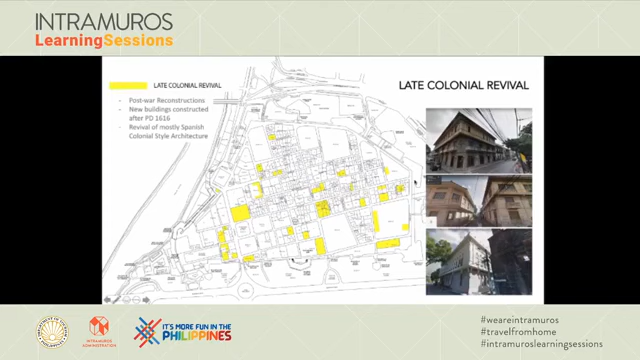 INTRAMUROS
LearningSessions
LATE COLONIAL REVIVAL
- Post-war Reconstructions
- New buildings constructed
after PD 1616
- Revival of mostly Spanish
Colonial Style Architecture
LATE COLONIAL REVIVAL
INTRAMUROS
ADMINISTRATION
IT'S MORE FUN IN THE
PHILIPPINES
#weareintramuros
#travelfromhome
#intramuroslearningsessions